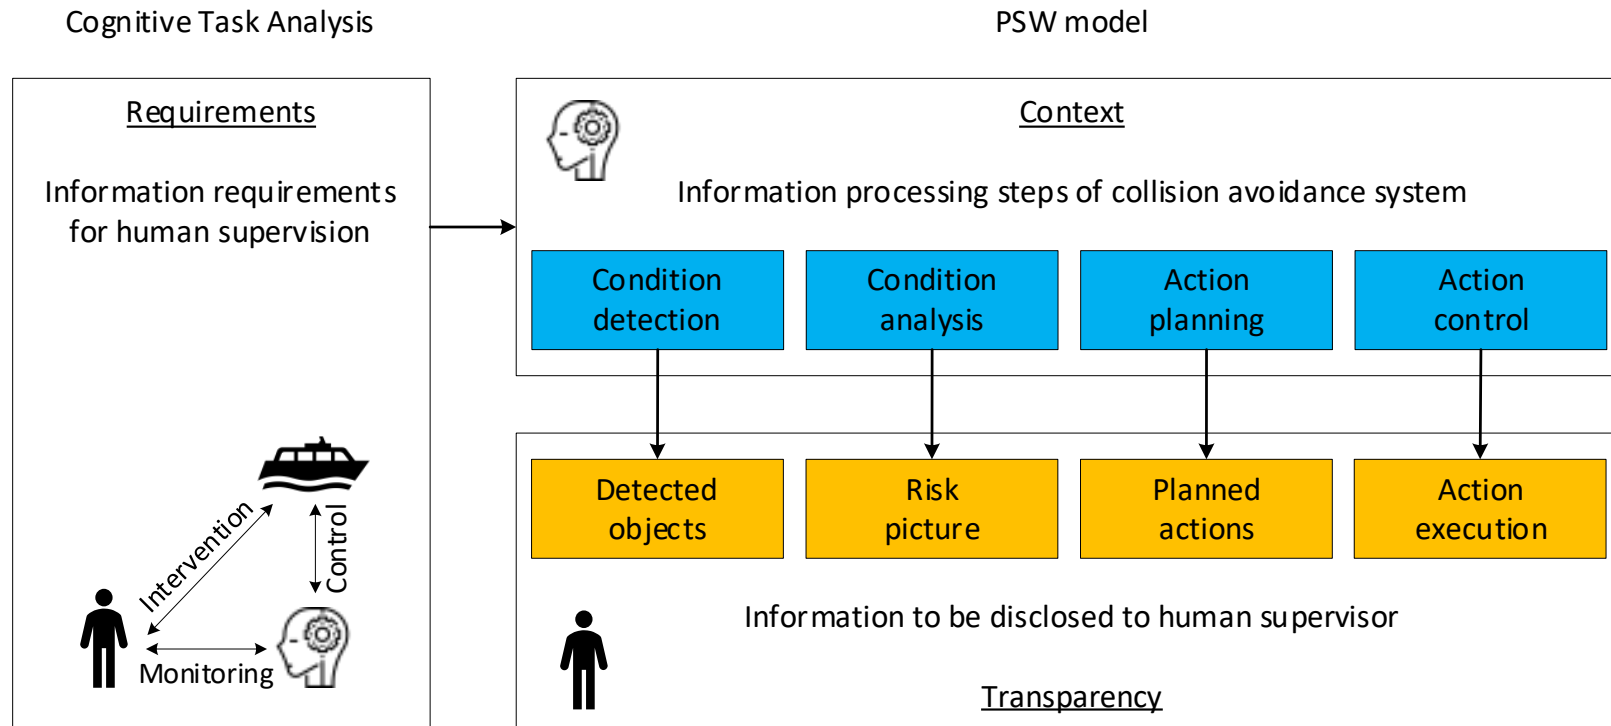 Cognitive Task Analysis
PSW model
Requirements
Information requirements
for human supervision
Intervention
Control
Monitoring
Context
Information processing steps of collision avoidance system
Condition
detection
Condition
analysis
Action
planning
Action
control
Detected
objects
Risk
picture
Planned
actions
Action
execution
Information to be disclosed to human supervisor
Transparency